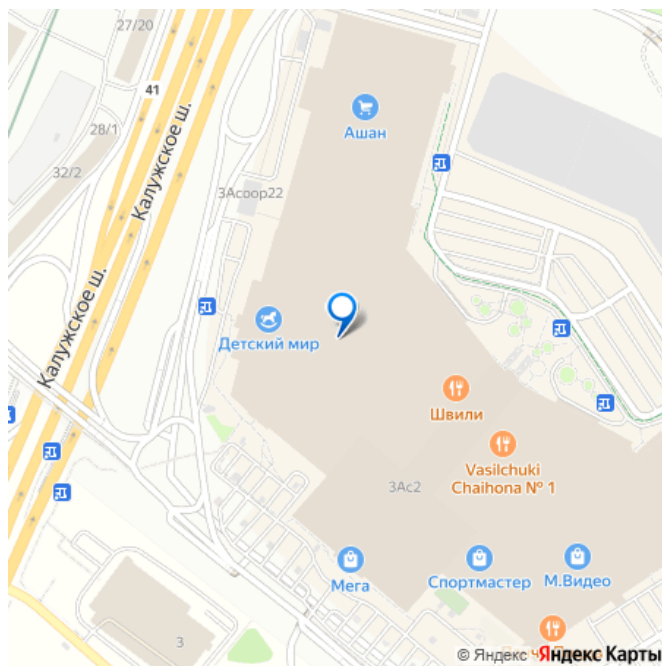 27/20
41
28/1
32/2
Калужское ш.
Калужское ш.
Ашан
3Асоор22
Детский мир
Швили
Vasilchuki
Chaihona № 1
3Ас2
Мега
Спортмастер
М.Видео
3
© Яндекс Яндекс Карты